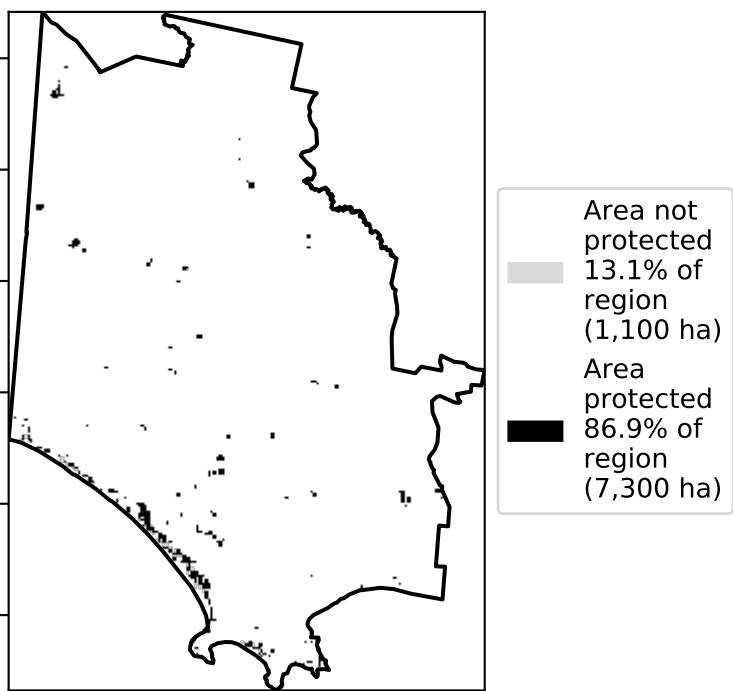 Area not
protected
13.1% of
region
(1,100 ha)
Area
protected
86.9% of
region
(7,300 ha)